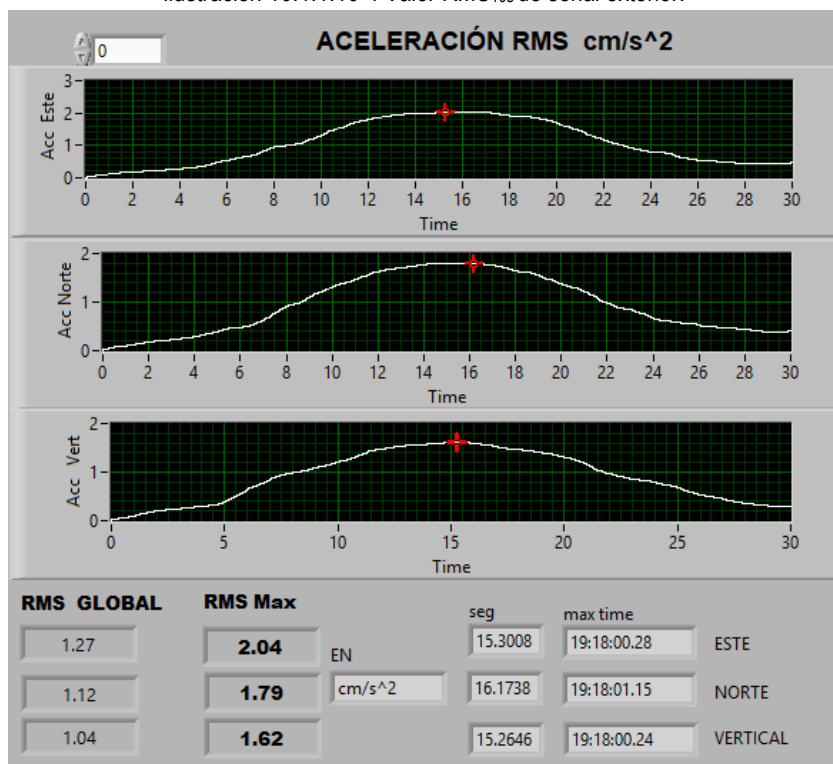 0
ACELERACIÓN RMS cm/s^2
Acc Este
3
2
1
0
0 2 4 6 8 10 12 14 16 18 20 22 24 26 28 30
Time
Acc Norte
2
1
0
0 2 4 6 8 10 12 14 16 18 20 22 24 26 28 30
Time
Acc Vert
2
1
0
0 5 10 15 20 25 30
Time
RMS GLOBAL RMS Max seg max time
1.27 2.04 EN 15.3008 19:18:00.28 ESTE
1.12 1.79 cm/s^2 16.1738 19:18:01.15 NORTE
1.04 1.62 15.2646 19:18:00.24 VERTICAL